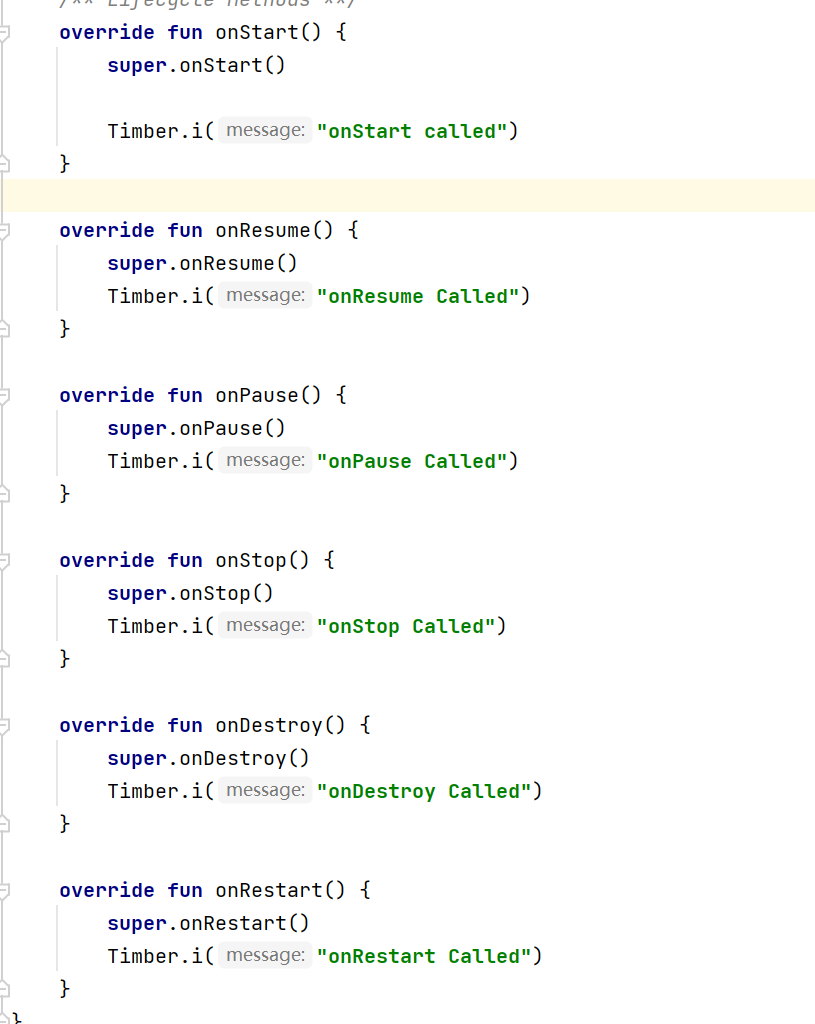 /** Lifecycle Methods **/
override fun onStart() {
super.onStart()
Timber.i( message: "onStart called")
}
override fun onResume() {
super.onResume()
Timber.i( message: "onResume Called")
}
override fun onPause() {
super.onPause()
Timber.i( message: "onPause Called")
}
override fun onStop() {
super.onStop()
Timber.i( message: "onStop Called")
}
override fun onDestroy() {
super.onDestroy()
Timber.i( message: "onDestroy Called")
}
override fun onRestart() {
super.onRestart()
Timber.i( message: "onRestart Called")
}
}